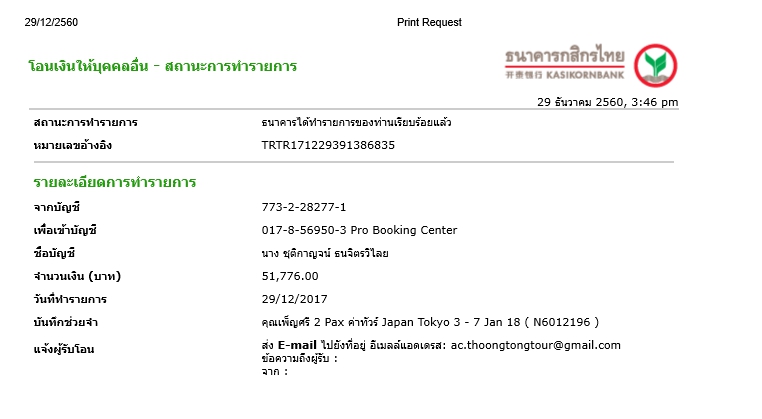 29/12/2560 Print Request
ธนาคารกสิกรไทย
开泰银行 KASIKORNBANK
โอนเงินให้บุคคลอื่น - สถานะการทำรายการ
29 ธันวาคม 2560, 3:46 pm
สถานะการทำรายการ ธนาคารได้ทำรายการของท่านเรียบร้อยแล้ว
หมายเลขอ้างอิง TRTR171229391386835
รายละเอียดการทำรายการ
จากบัญชี 773-2-28277-1
เพื่อเข้าบัญชี 017-8-56950-3 Pro Booking Center
ชื่อบัญชี นาง ชุติกาญจน์ ธนจิตรวิไลย
จำนวนเงิน (บาท) 51,776.00
วันที่ทำรายการ 29/12/2017
บันทึกช่วยจำ คุณเพ็ญศรี 2 Pax ค่าทัวร์ Japan Tokyo 3 - 7 Jan 18 ( N6012196 )
แจ้งผู้รับโอน ส่ง E-mail ไปยังที่อยู่ อีเมลล์แอดเดรส: ac.thoongtongtour@gmail.com
ข้อความถึงผู้รับ :
จาก :